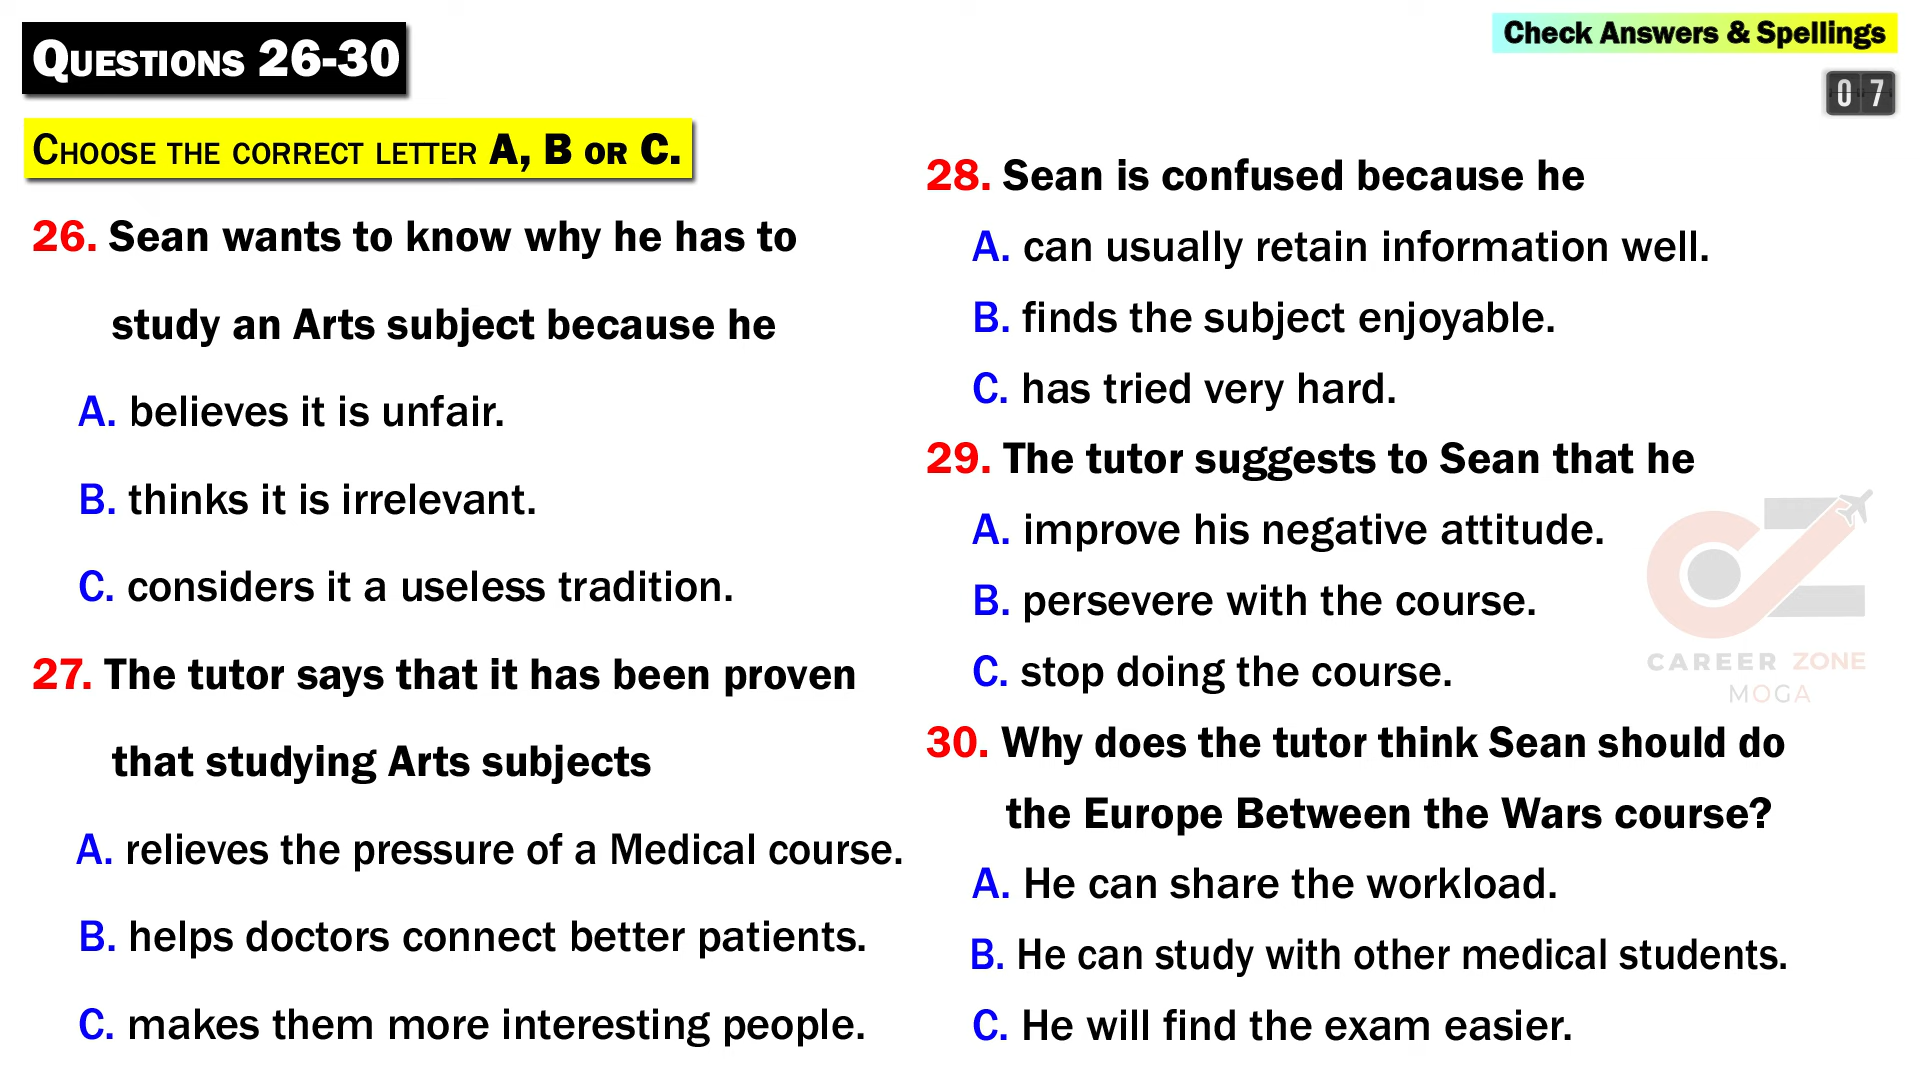 QUESTIONS 26-30
CHOOSE THE CORRECT LETTER A, B OR C.
26. Sean wants to know why he has to
study an Arts subject because he
A. believes it is unfair.
B. thinks it is irrelevant.
C. considers it a useless tradition.
27. The tutor says that it has been proven
that studying Arts subjects
A. relieves the pressure of a Medical course.
B. helps doctors connect better patients.
C. makes them more interesting people.
Check Answers & Spellings
07
28. Sean is confused because he
A. can usually retain information well.
B. finds the subject enjoyable.
C. has tried very hard.
29. The tutor suggests to Sean that he
A. improve his negative attitude.
B. persevere with the course.
C. stop doing the course.
CAREER ZONE
MOGA
30. Why does the tutor think Sean should do
the Europe Between the Wars course?
A. He can share the workload.
B. He can study with other medical students.
C. He will find the exam easier.